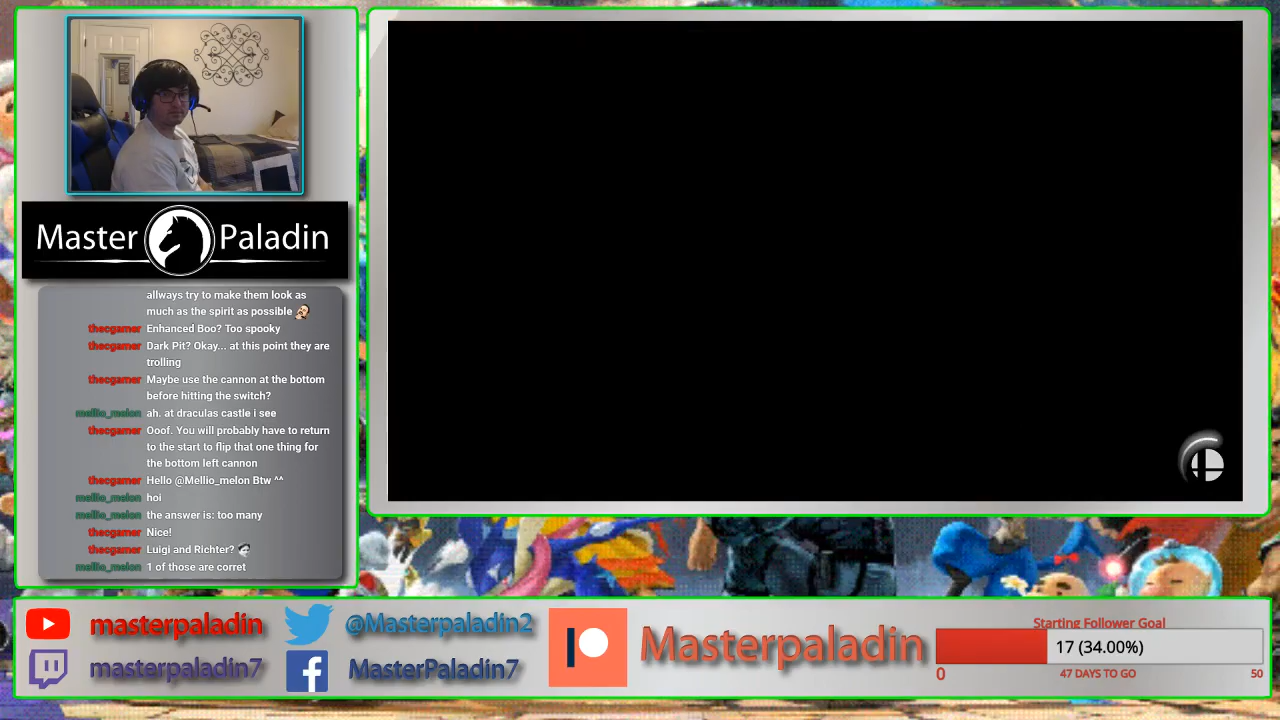 Master Paladin
allways try to make them look as
much as the spirit as possible
thecgamer Enhanced Boo? Too spooky
thecgamer Dark Pit? Okay... at this point they are
trolling
thecgamer Maybe use the cannon at the bottom
before hitting the switch?
mellio_melon ah. at draculas castle i see
thecgamer Ooof. You will probably have to return
to the start to flip that one thing for
the bottom left cannon
thecgamer Hello @Mellio_melon Btw ^^
mellio_melon hoi
mellio_melon the answer is: too many
thecgamer Nice!
thecgamer Luigi and Richter?
mellio_melon 1 of those are corret
masterpaladin
@Masterpaladin2
masterpaladin7
MasterPaladin7
Masterpaladin
Starting Follower Goal
17 (34.00%)
0 47 DAYS TO GO 50